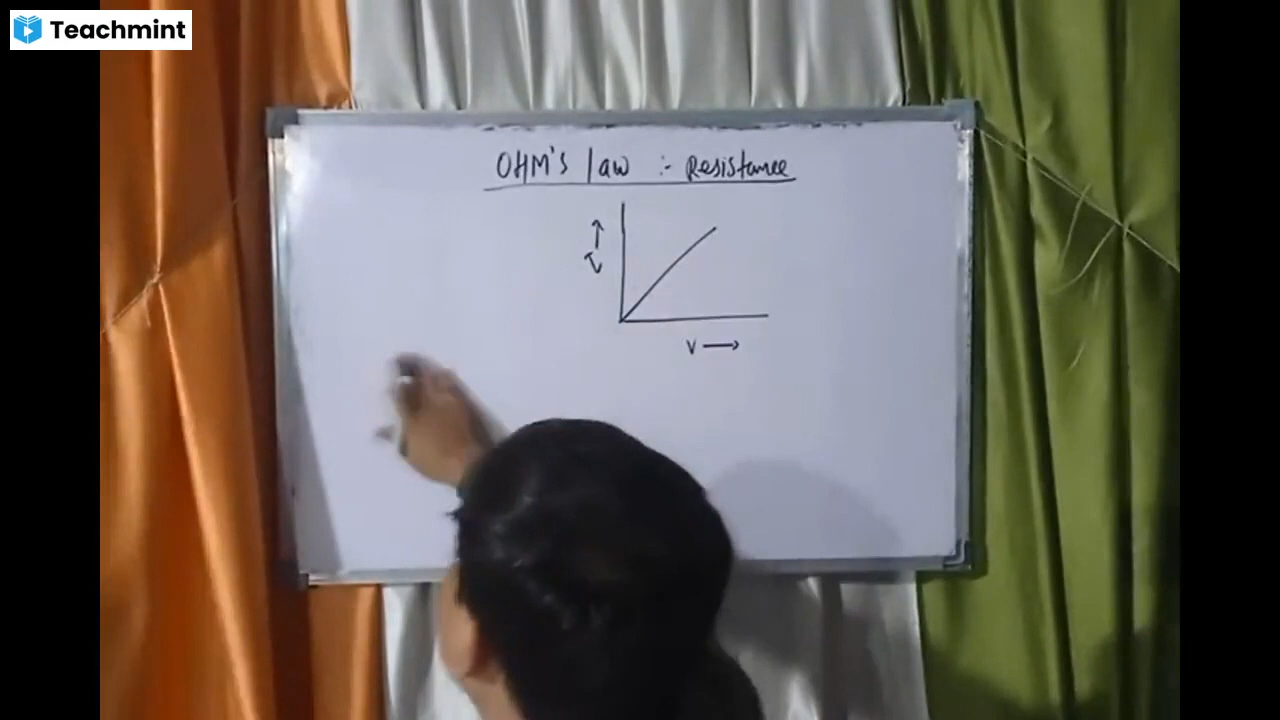 Teachmint
OHM's law :- Resistance
I →
V →